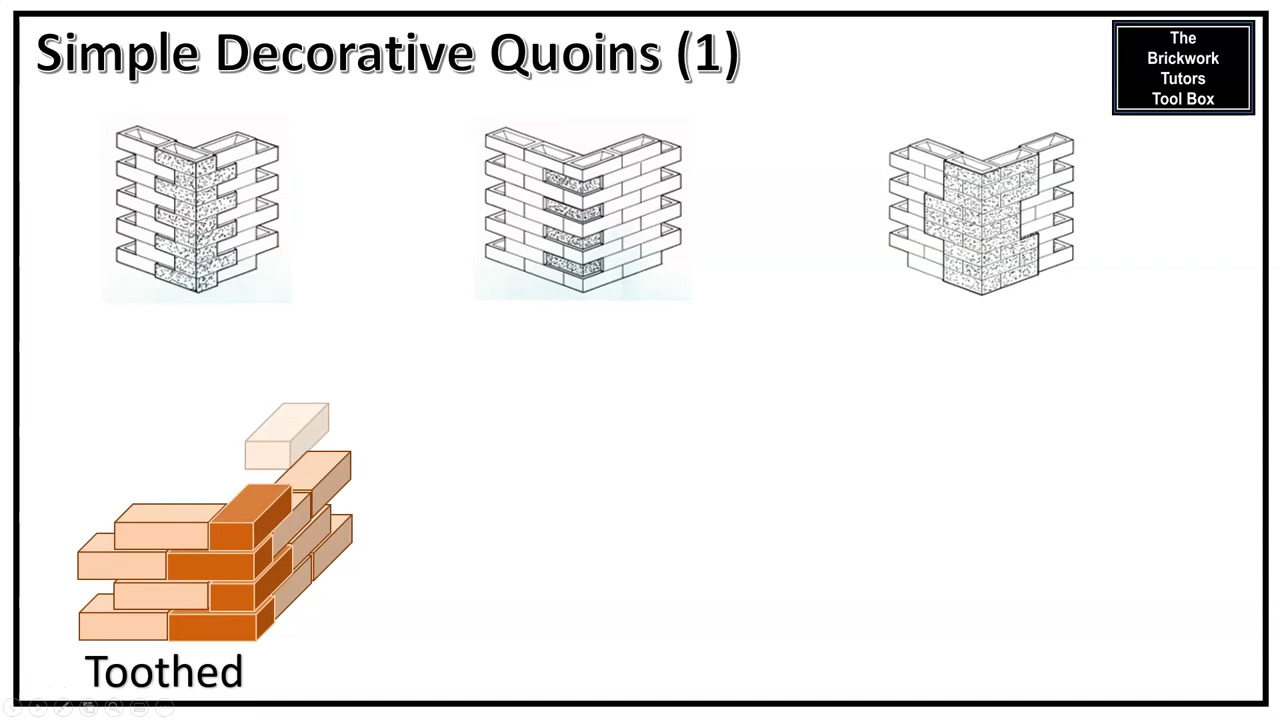 Simple Decorative Quoins (1)
The
Brickwork
Tutors
Tool Box
Toothed